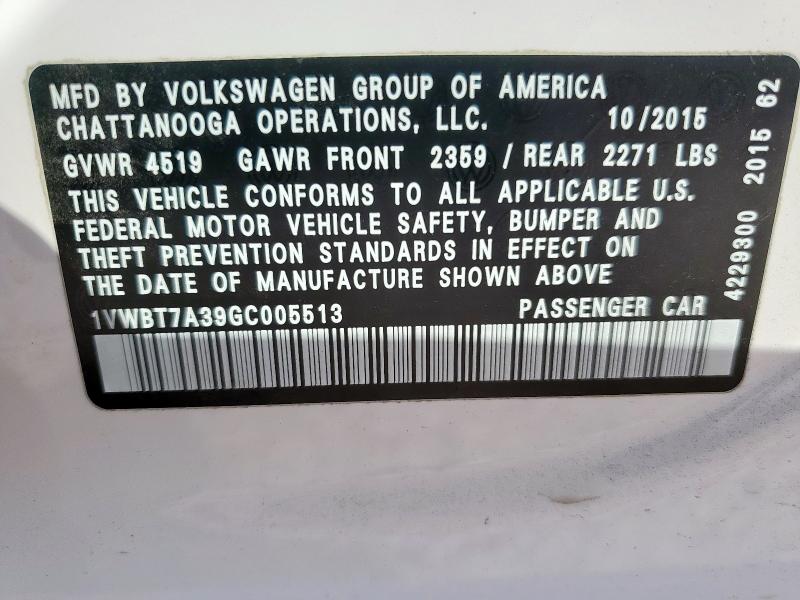 MFD BY VOLKSWAGEN GROUP OF AMERICA
CHATTANOOGA OPERATIONS, LLC. 10/2015
GVWR 4519 GAWR FRONT 2359 / REAR 2271 LBS
THIS VEHICLE CONFORMS TO ALL APPLICABLE U.S.
FEDERAL MOTOR VEHICLE SAFETY, BUMPER AND
THEFT PREVENTION STANDARDS IN EFFECT ON
THE DATE OF MANUFACTURE SHOWN ABOVE
1VWBT7A39GC005513 PASSENGER CAR
4229300 2015 62